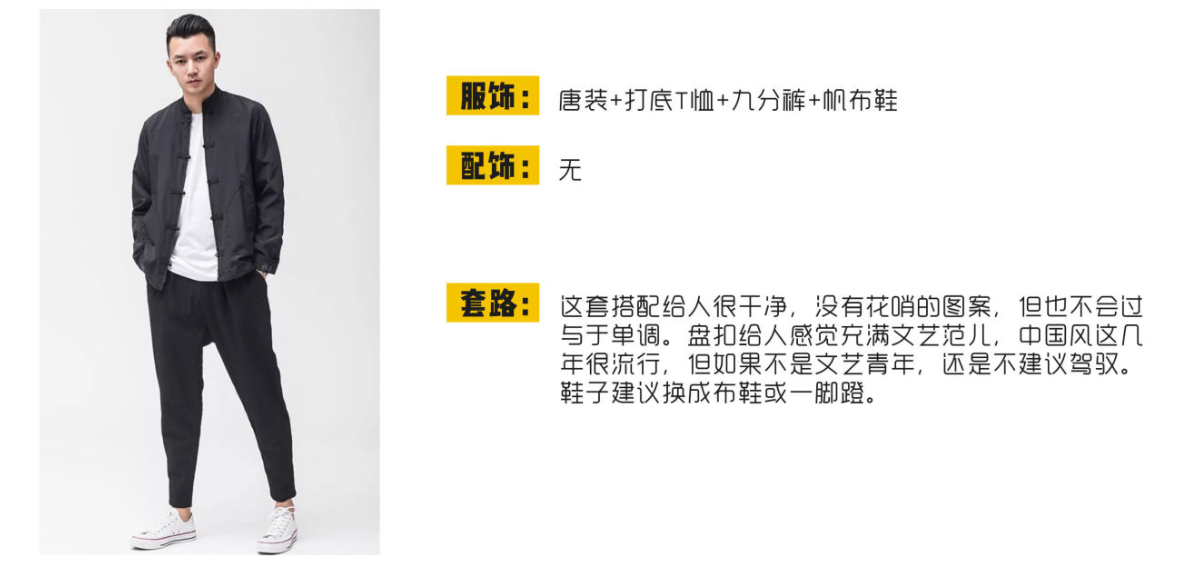 服饰：唐装+打底T恤+九分裤+帆布鞋
配饰：无
套路：这套搭配给人很干净，没有花哨的图案，但也不会过
与于单调。盘扣给人感觉充满文艺范儿，中国风这几
年很流行，但如果不是文艺青年，还是不建议驾驭。
鞋子建议换成布鞋或一脚蹬。